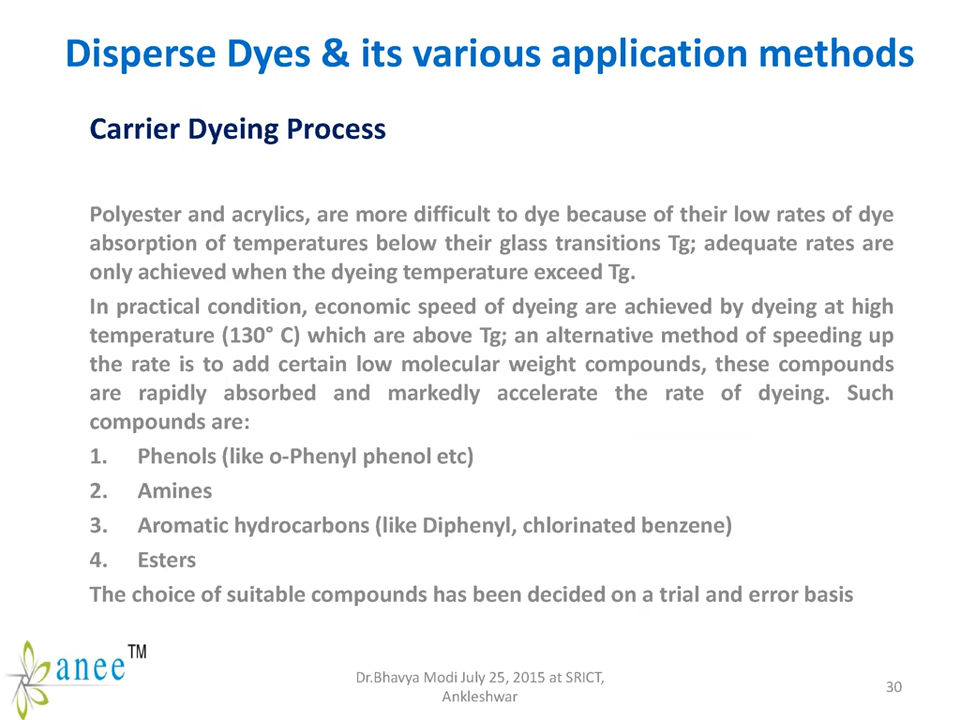 Disperse Dyes & its various application methods
Carrier Dyeing Process
Polyester and acrylics, are more difficult to dye because of their low rates of dye
absorption of temperatures below their glass transitions Tg; adequate rates are
only achieved when the dyeing temperature exceed Tg.
In practical condition, economic speed of dyeing are achieved by dyeing at high
temperature (130° C) which are above Tg; an alternative method of speeding up
the rate is to add certain low molecular weight compounds, these compounds
are rapidly absorbed and markedly accelerate the rate of dyeing. Such
compounds are:
1. Phenols (like o-Phenyl phenol etc)
2. Amines
3. Aromatic hydrocarbons (like Diphenyl, chlorinated benzene)
4. Esters
The choice of suitable compounds has been decided on a trial and error basis
anee TM
Dr.Bhavya Modi July 25, 2015 at SRICT,
Ankleshwar
30